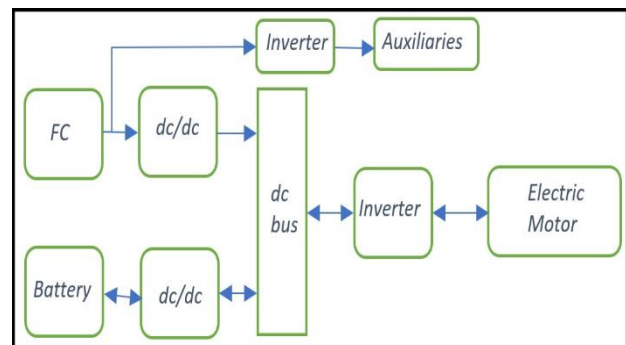 Inverter
Auxiliaries
FC
dc/dc
dc
bus
Inverter
Electric
Motor
Battery
dc/dc